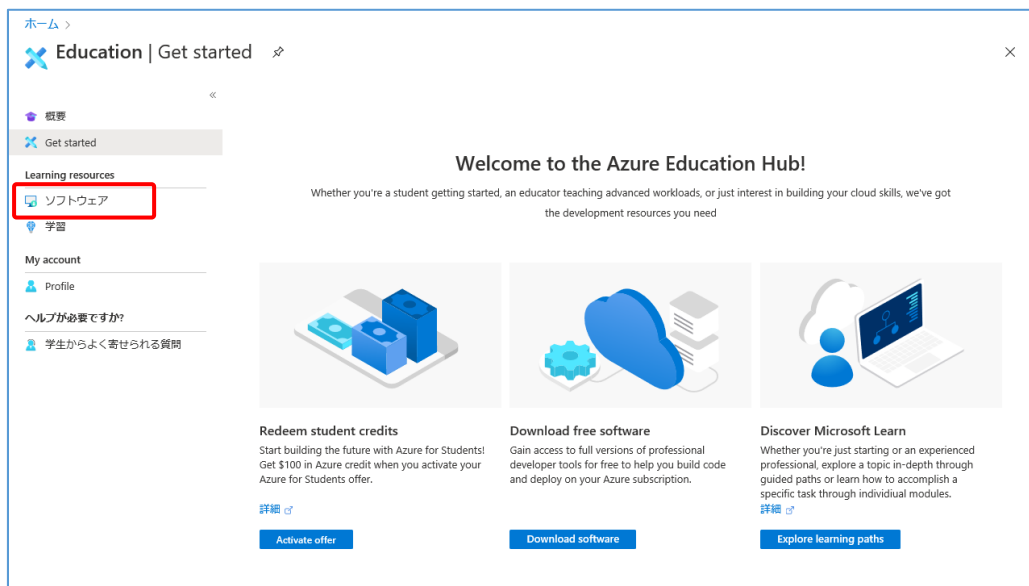 ホーム >
Education | Get started
«
概要
Get started
Learning resources
ソフトウェア
学習
My account
Profile
ヘルプが必要ですか?
学生からよく寄せられる質問
Welcome to the Azure Education Hub!
Whether you're a student getting started, an educator teaching advanced workloads, or just interest in building your cloud skills, we've got
the development resources you need
Redeem student credits
Start building the future with Azure for Students!
Get $100 in Azure credit when you activate your
Azure for Students offer.
詳細
Activate offer
Download free software
Gain access to full versions of professional
developer tools for free to help you build code
and deploy on your Azure subscription.
Download software
Discover Microsoft Learn
Whether you're just starting or an experienced
professional, explore a topic in-depth through
guided paths or learn how to accomplish a
specific task through individiual modules.
詳細
Explore learning paths